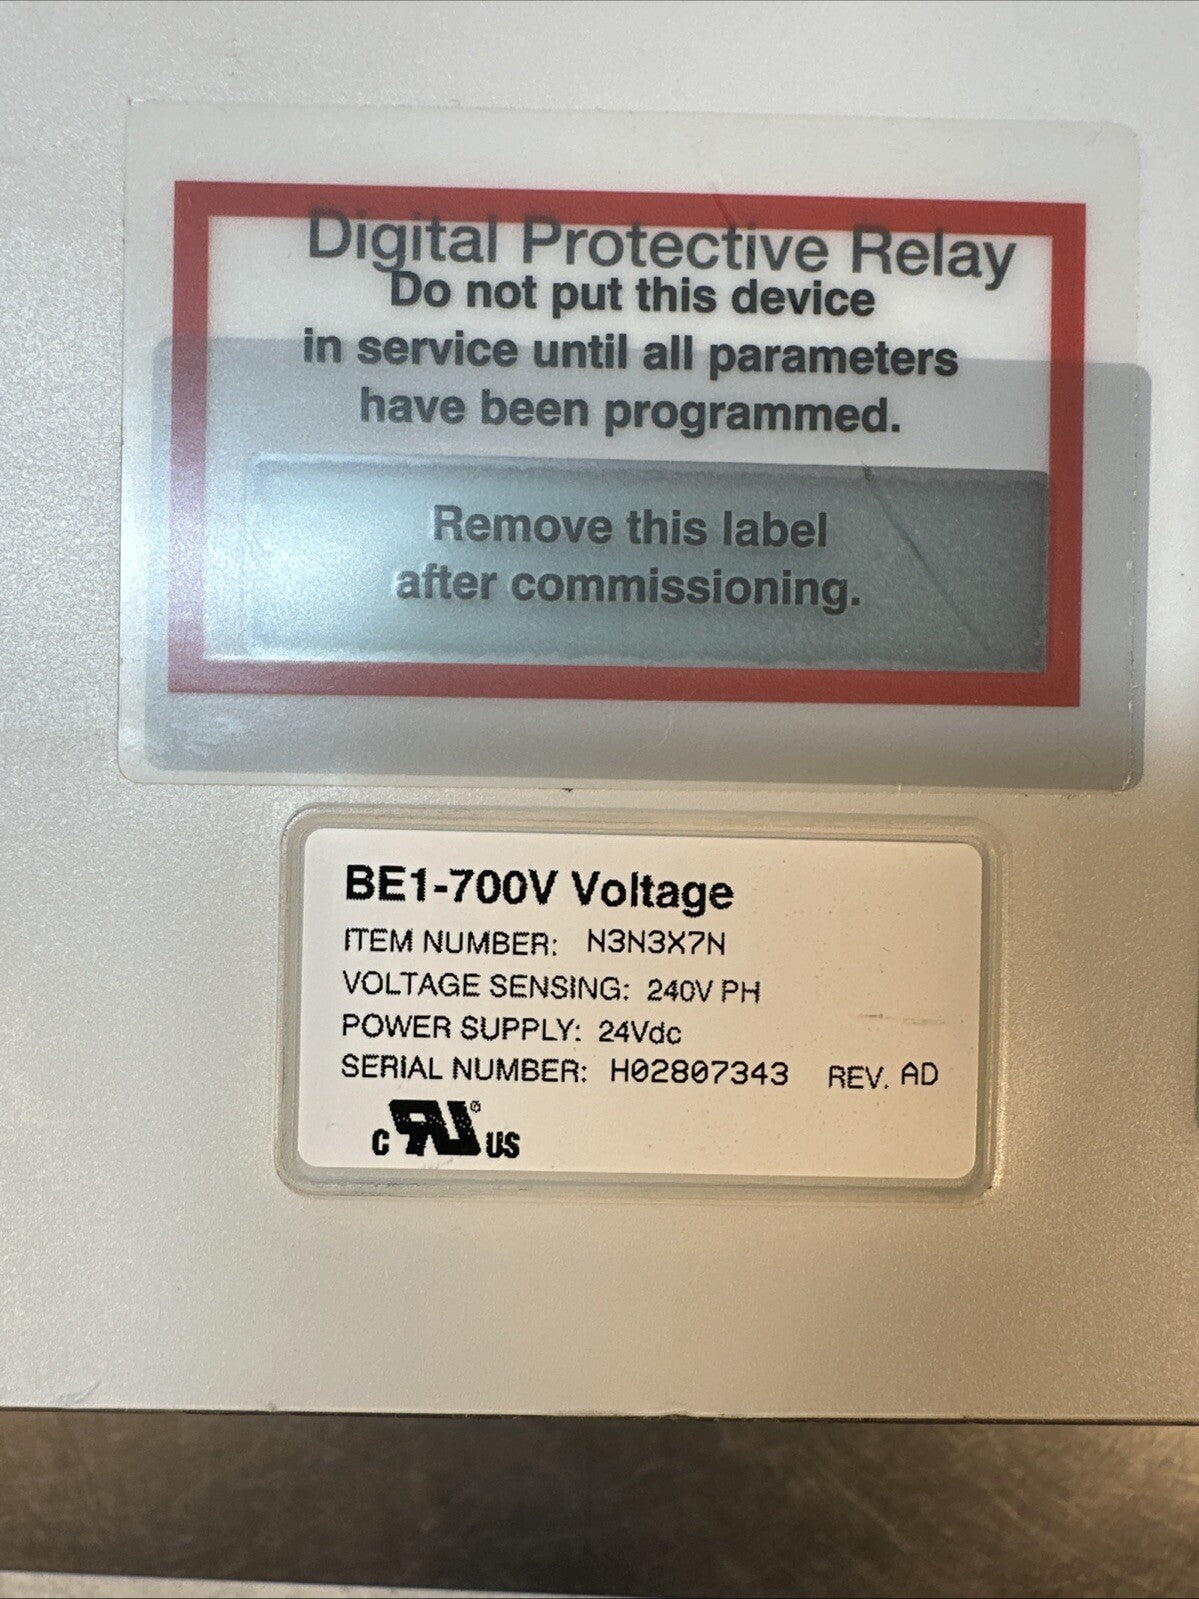 Digital Protective Relay
Do not put this device
in service until all parameters
have been programmed.
Remove this label
after commissioning.
BE1-700V Voltage
ITEM NUMBER: N3N3X7N
VOLTAGE SENSING: 240V PH
POWER SUPPLY: 24Vdc
SERIAL NUMBER: H02807343 REV. AD
c RU® US